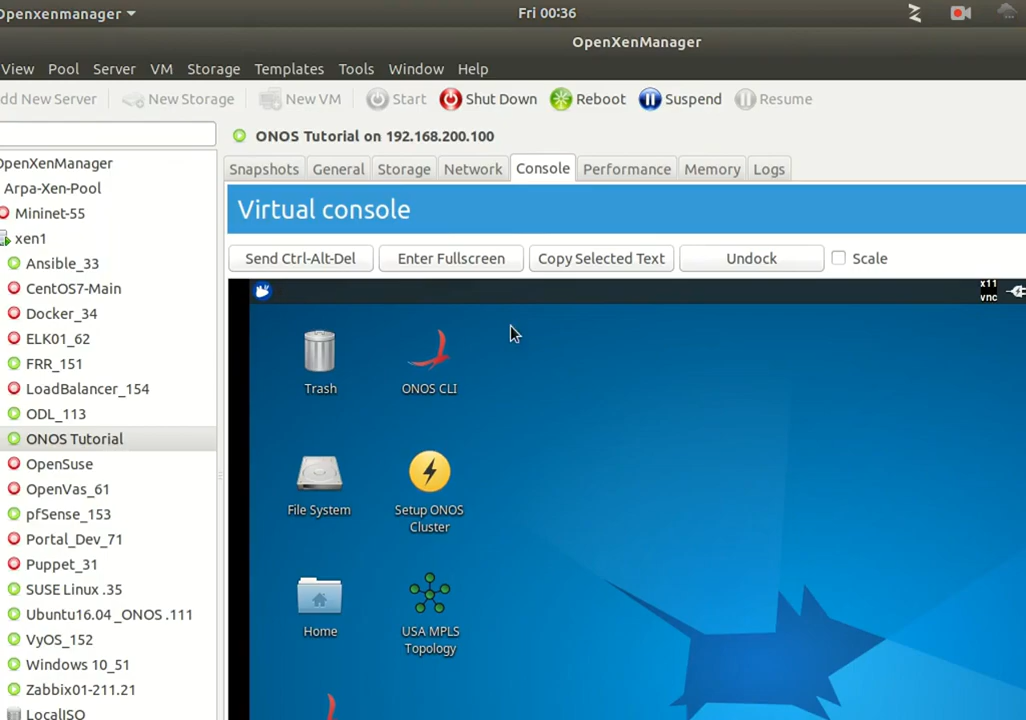 Openxenmanager
Fri 00:36
OpenXenManager
View Pool Server VM Storage Templates Tools Window Help
dd New Server New Storage New VM Start Shut Down Reboot Suspend Resume
ONOS Tutorial on 192.168.200.100
OpenXenManager
Arpa-Xen-Pool
Mininet-55
xen1
Ansible_33
CentOS7-Main
Docker_34
ELK01_62
FRR_151
LoadBalancer_154
ODL_113
ONOS Tutorial
OpenSuse
OpenVas_61
pfSense_153
Portal_Dev_71
Puppet_31
SUSE Linux .35
Ubuntu16.04 _ONOS .111
VyOS_152
Windows 10_51
Zabbix01-211.21
LocalISO
Snapshots General Storage Network Console Performance Memory Logs
Virtual console
Send Ctrl-Alt-Del Enter Fullscreen Copy Selected Text Undock Scale
x11
vnc
Trash
ONOS CLI
File System
Setup ONOS
Cluster
Home
USA MPLS
Topology